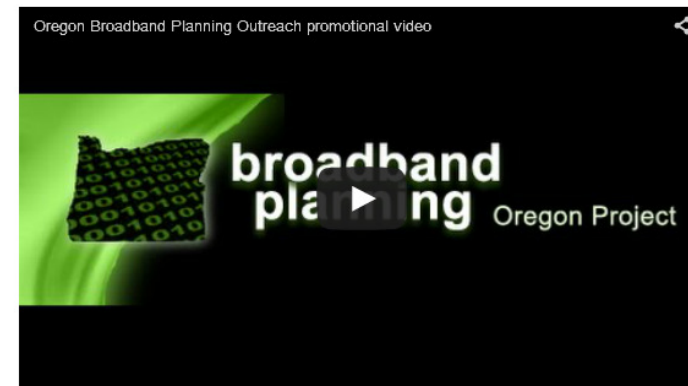 Oregon Broadband Planning Outreach promotional video
broadband
planning Oregon Project